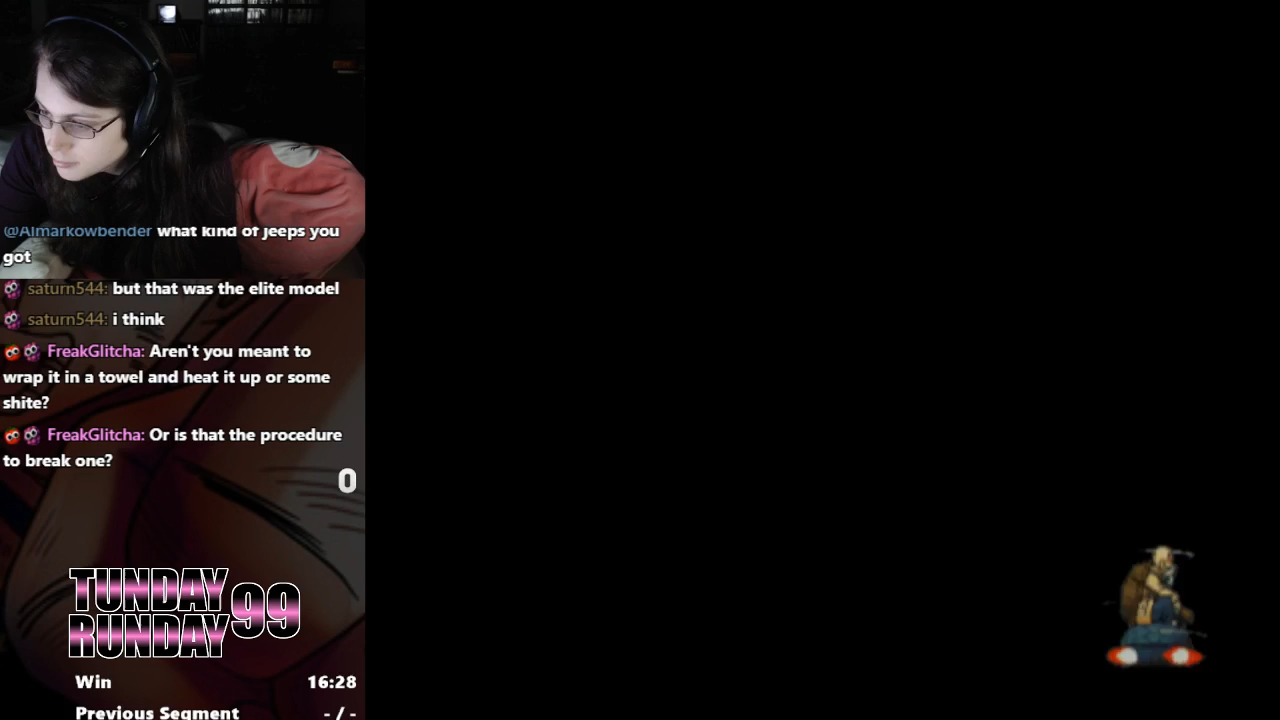 @Almarkowbender what kind of jeeps you
got
saturn544: but that was the elite model
saturn544: i think
FreakGlitcha: Aren't you meant to
wrap it in a towel and heat it up or some
shite?
FreakGlitcha: Or is that the procedure
to break one?
0
TUNDAY
RUNDAY 99
Win 16:28
Previous Segment - / -